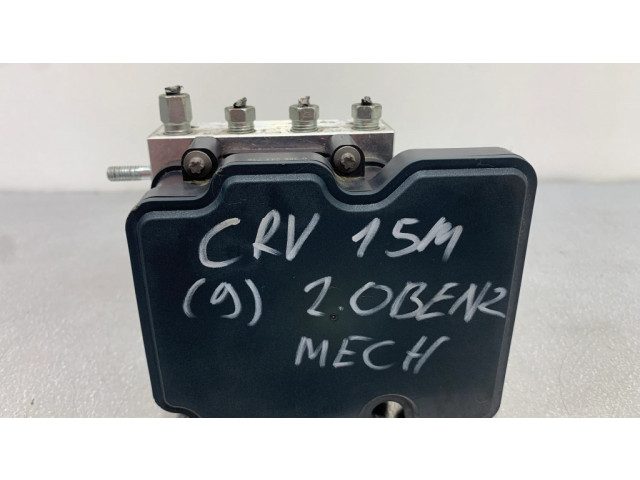 CRV 15M
(9) 2.0BENZ
MECH